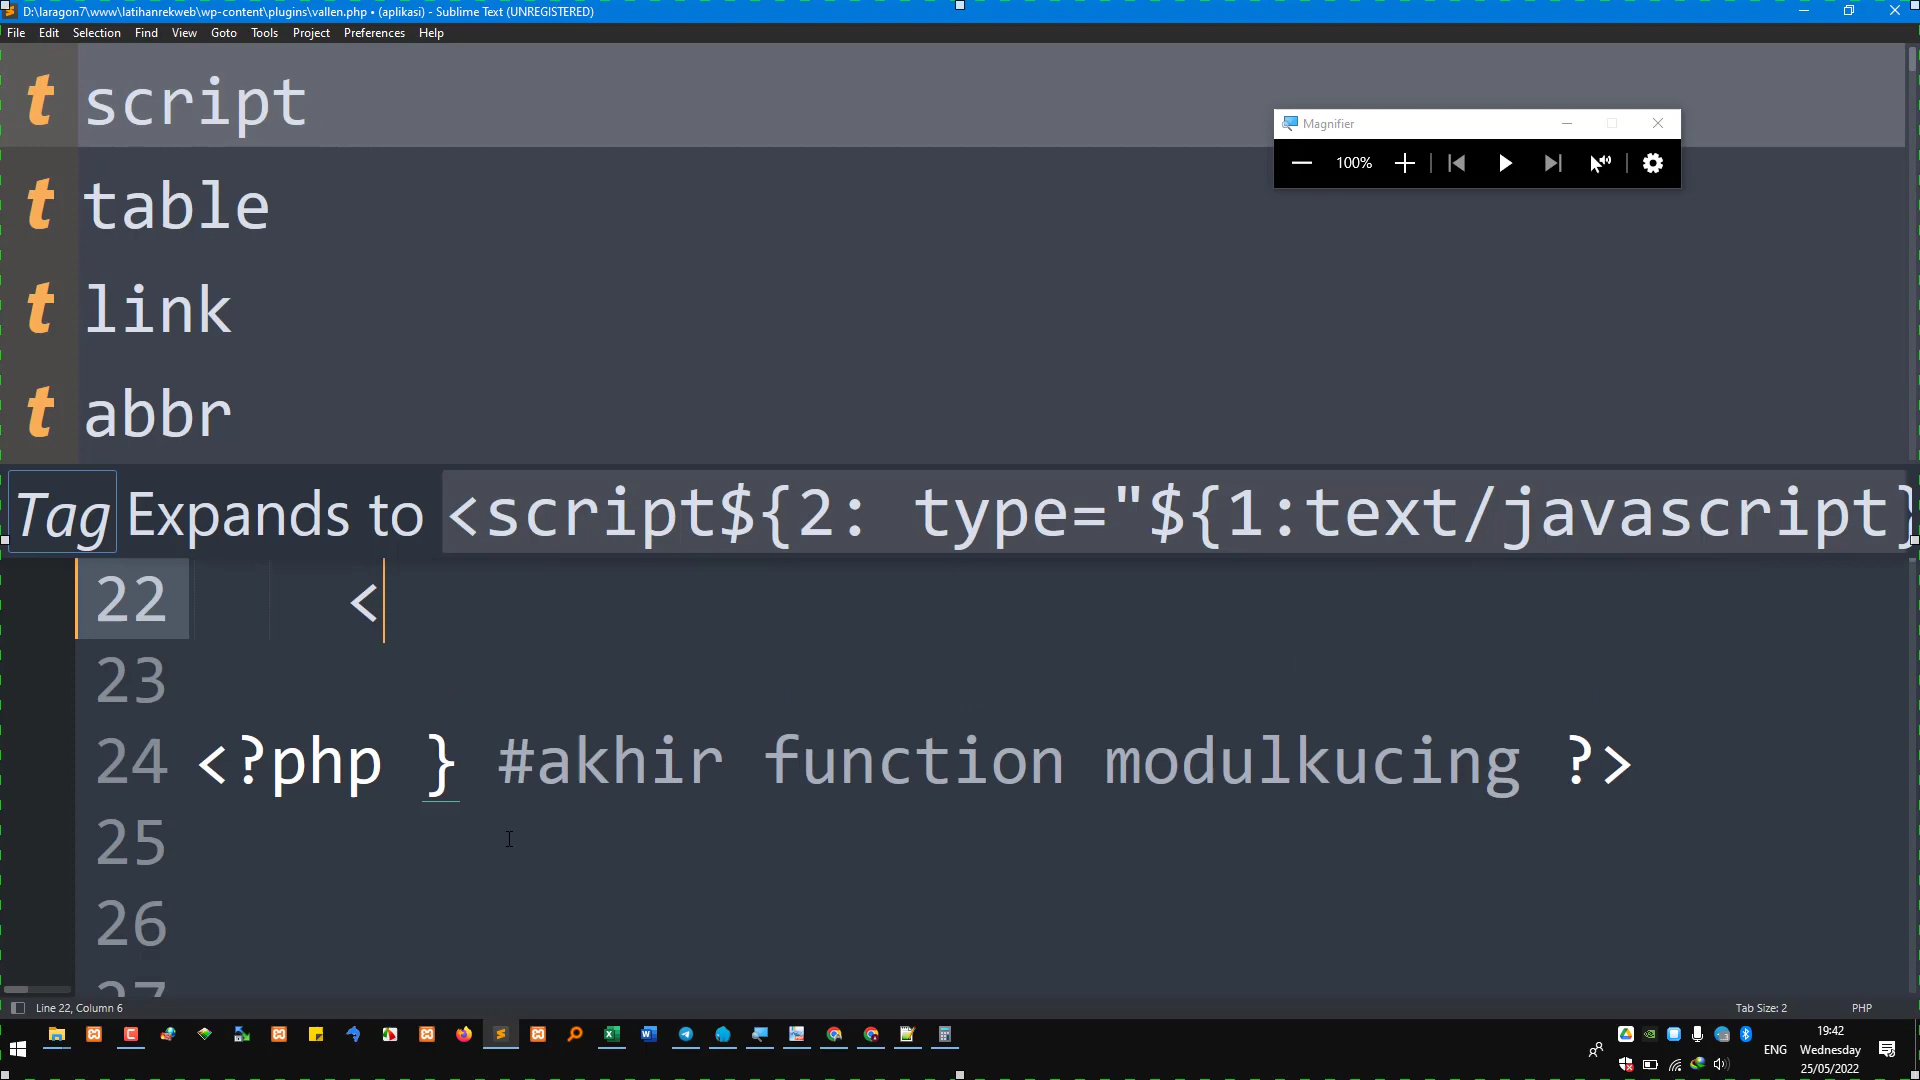 D:\laragon7\www\latihanrekweb\wp-content\plugins\vallen.php • (aplikasi) - Sublime Text (UNREGISTERED)
File Edit Selection Find View Goto Tools Project Preferences Help
t script
Magnifier
100%
t table
t link
t abbr
Tag Expands to <script${2: type="${1:text/javascript}
22 <
23
24 <?php } #akhir function modulkucing ?>
25
26
27
Line 22, Column 6
Tab Size: 2
PHP
19:42
ENG Wednesday
25/05/2022